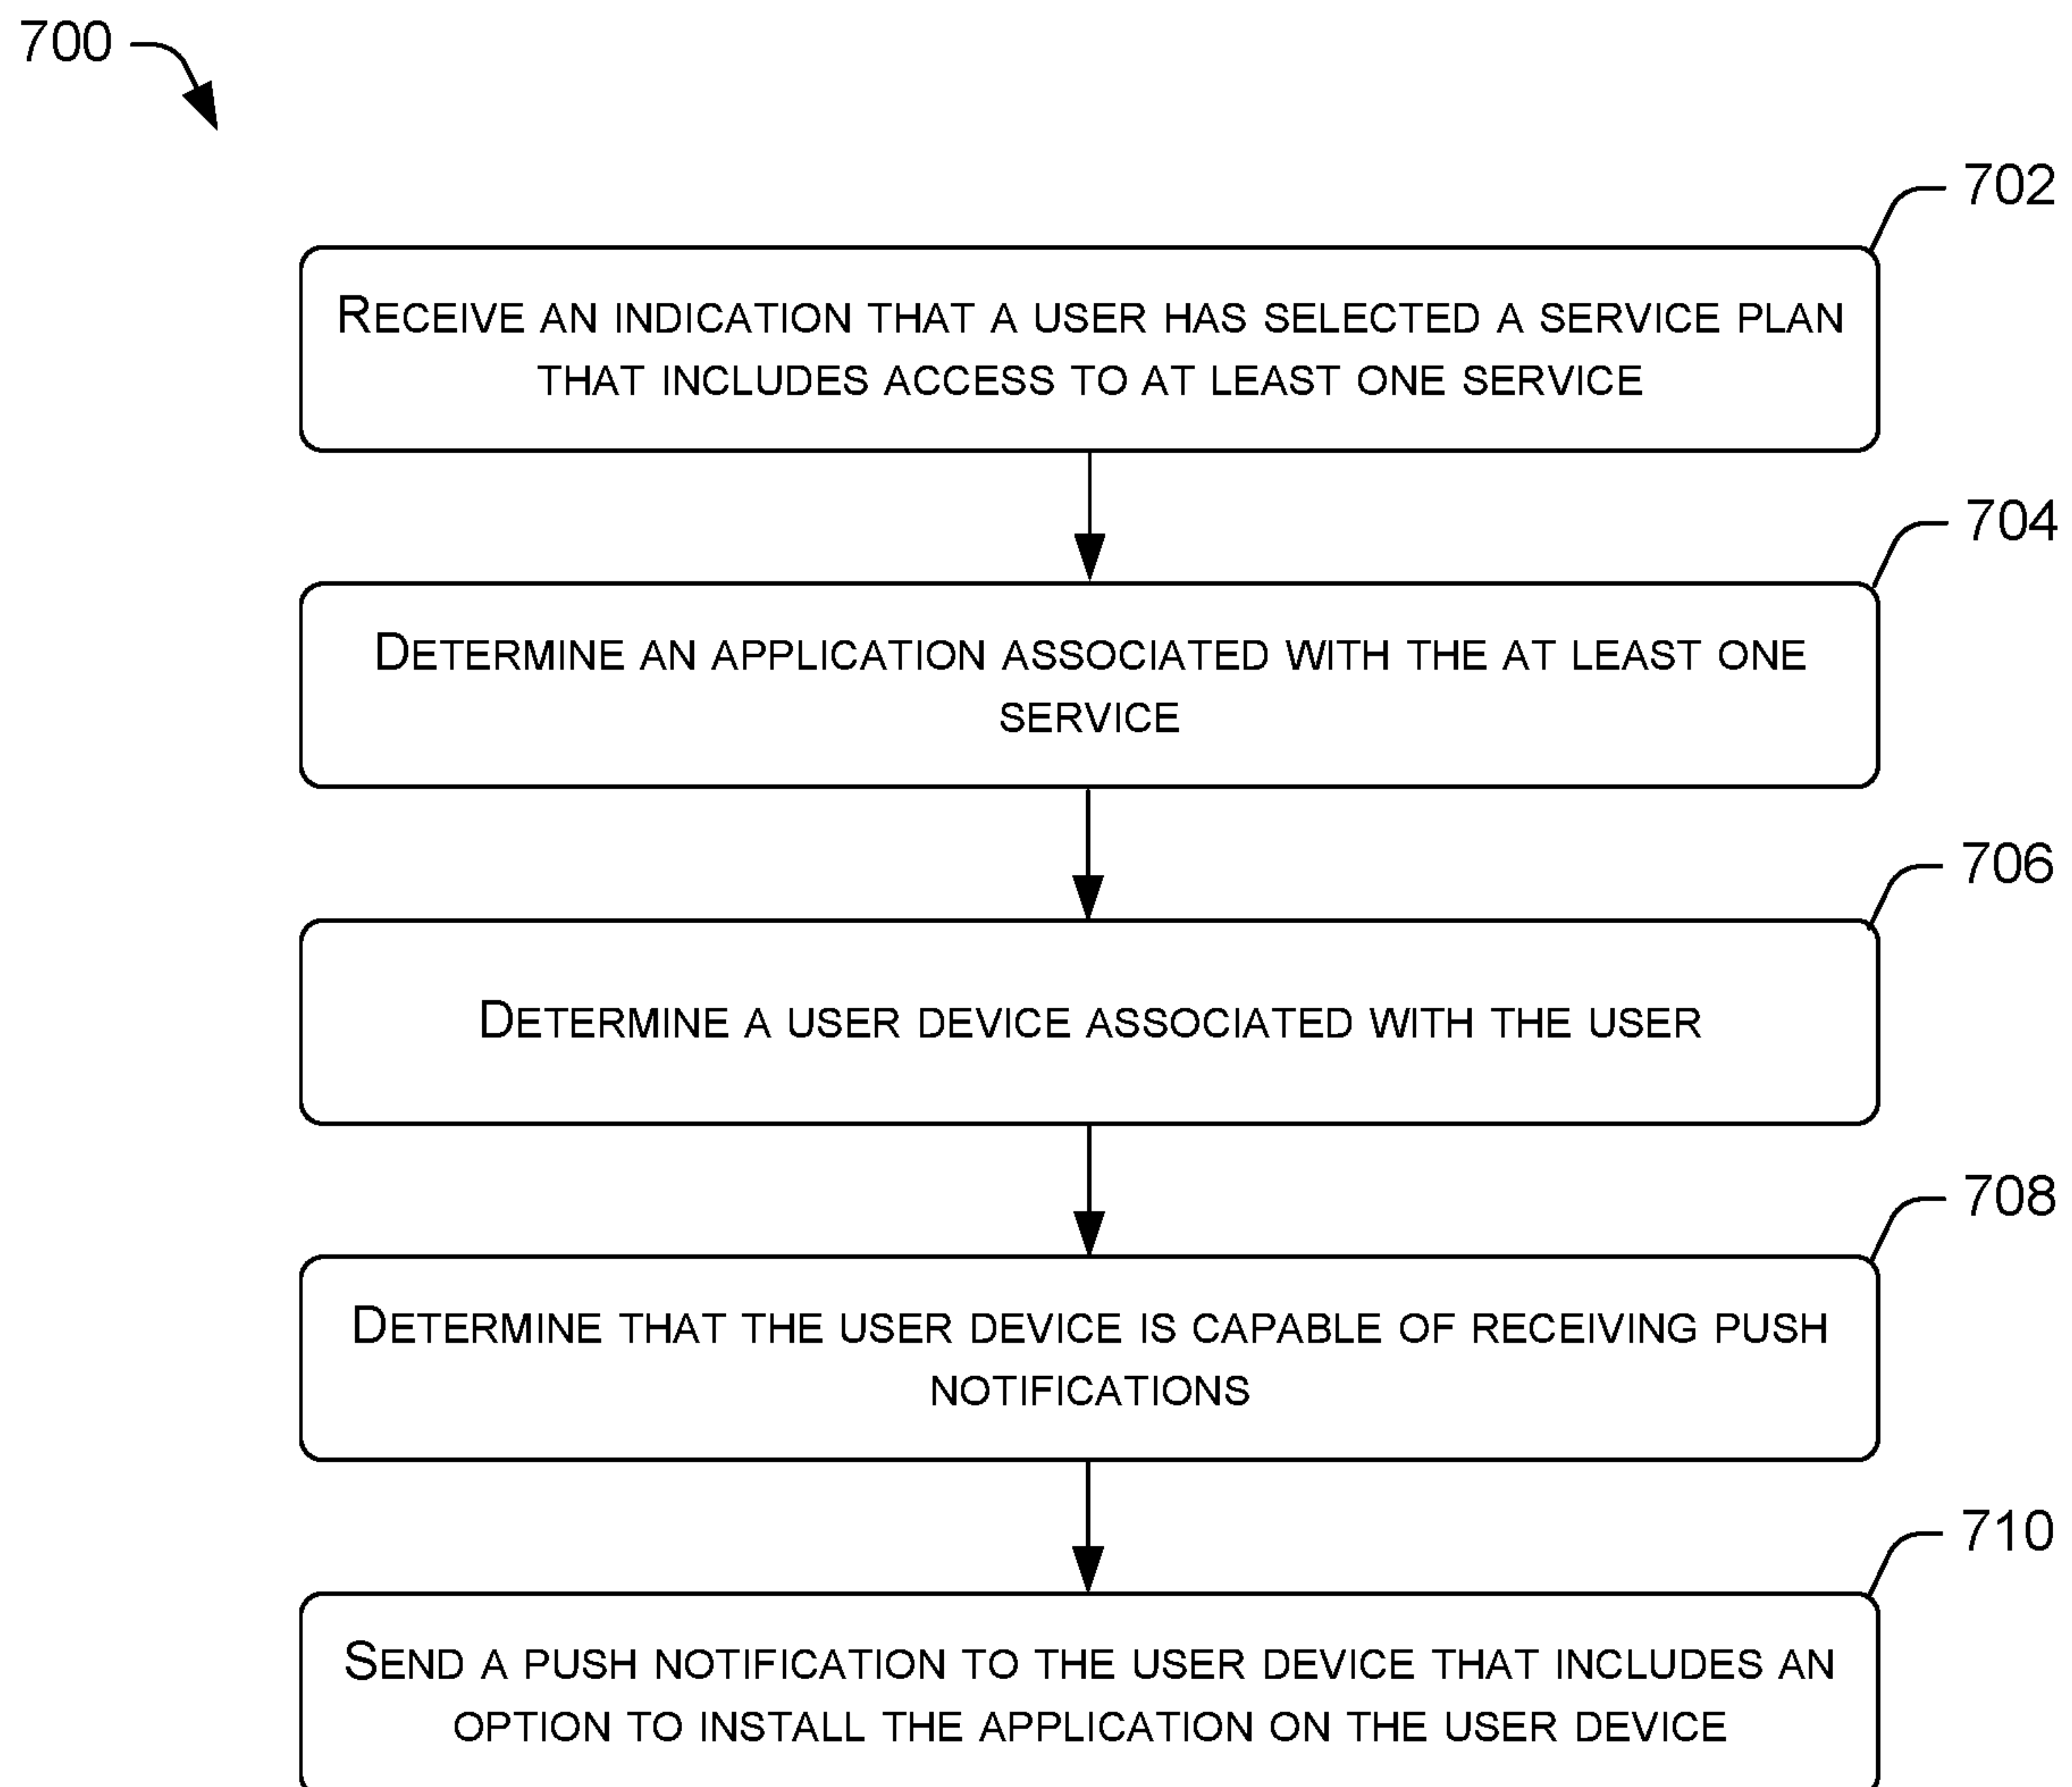 700
702
RECEIVE AN INDICATION THAT A USER HAS SELECTED A SERVICE PLAN
THAT INCLUDES ACCESS TO AT LEAST ONE SERVICE
704
DETERMINE AN APPLICATION ASSOCIATED WITH THE AT LEAST ONE
SERVICE
706
DETERMINE A USER DEVICE ASSOCIATED WITH THE USER
708
DETERMINE THAT THE USER DEVICE IS CAPABLE OF RECEIVING PUSH
NOTIFICATIONS
710
SEND A PUSH NOTIFICATION TO THE USER DEVICE THAT INCLUDES AN
OPTION TO INSTALL THE APPLICATION ON THE USER DEVICE